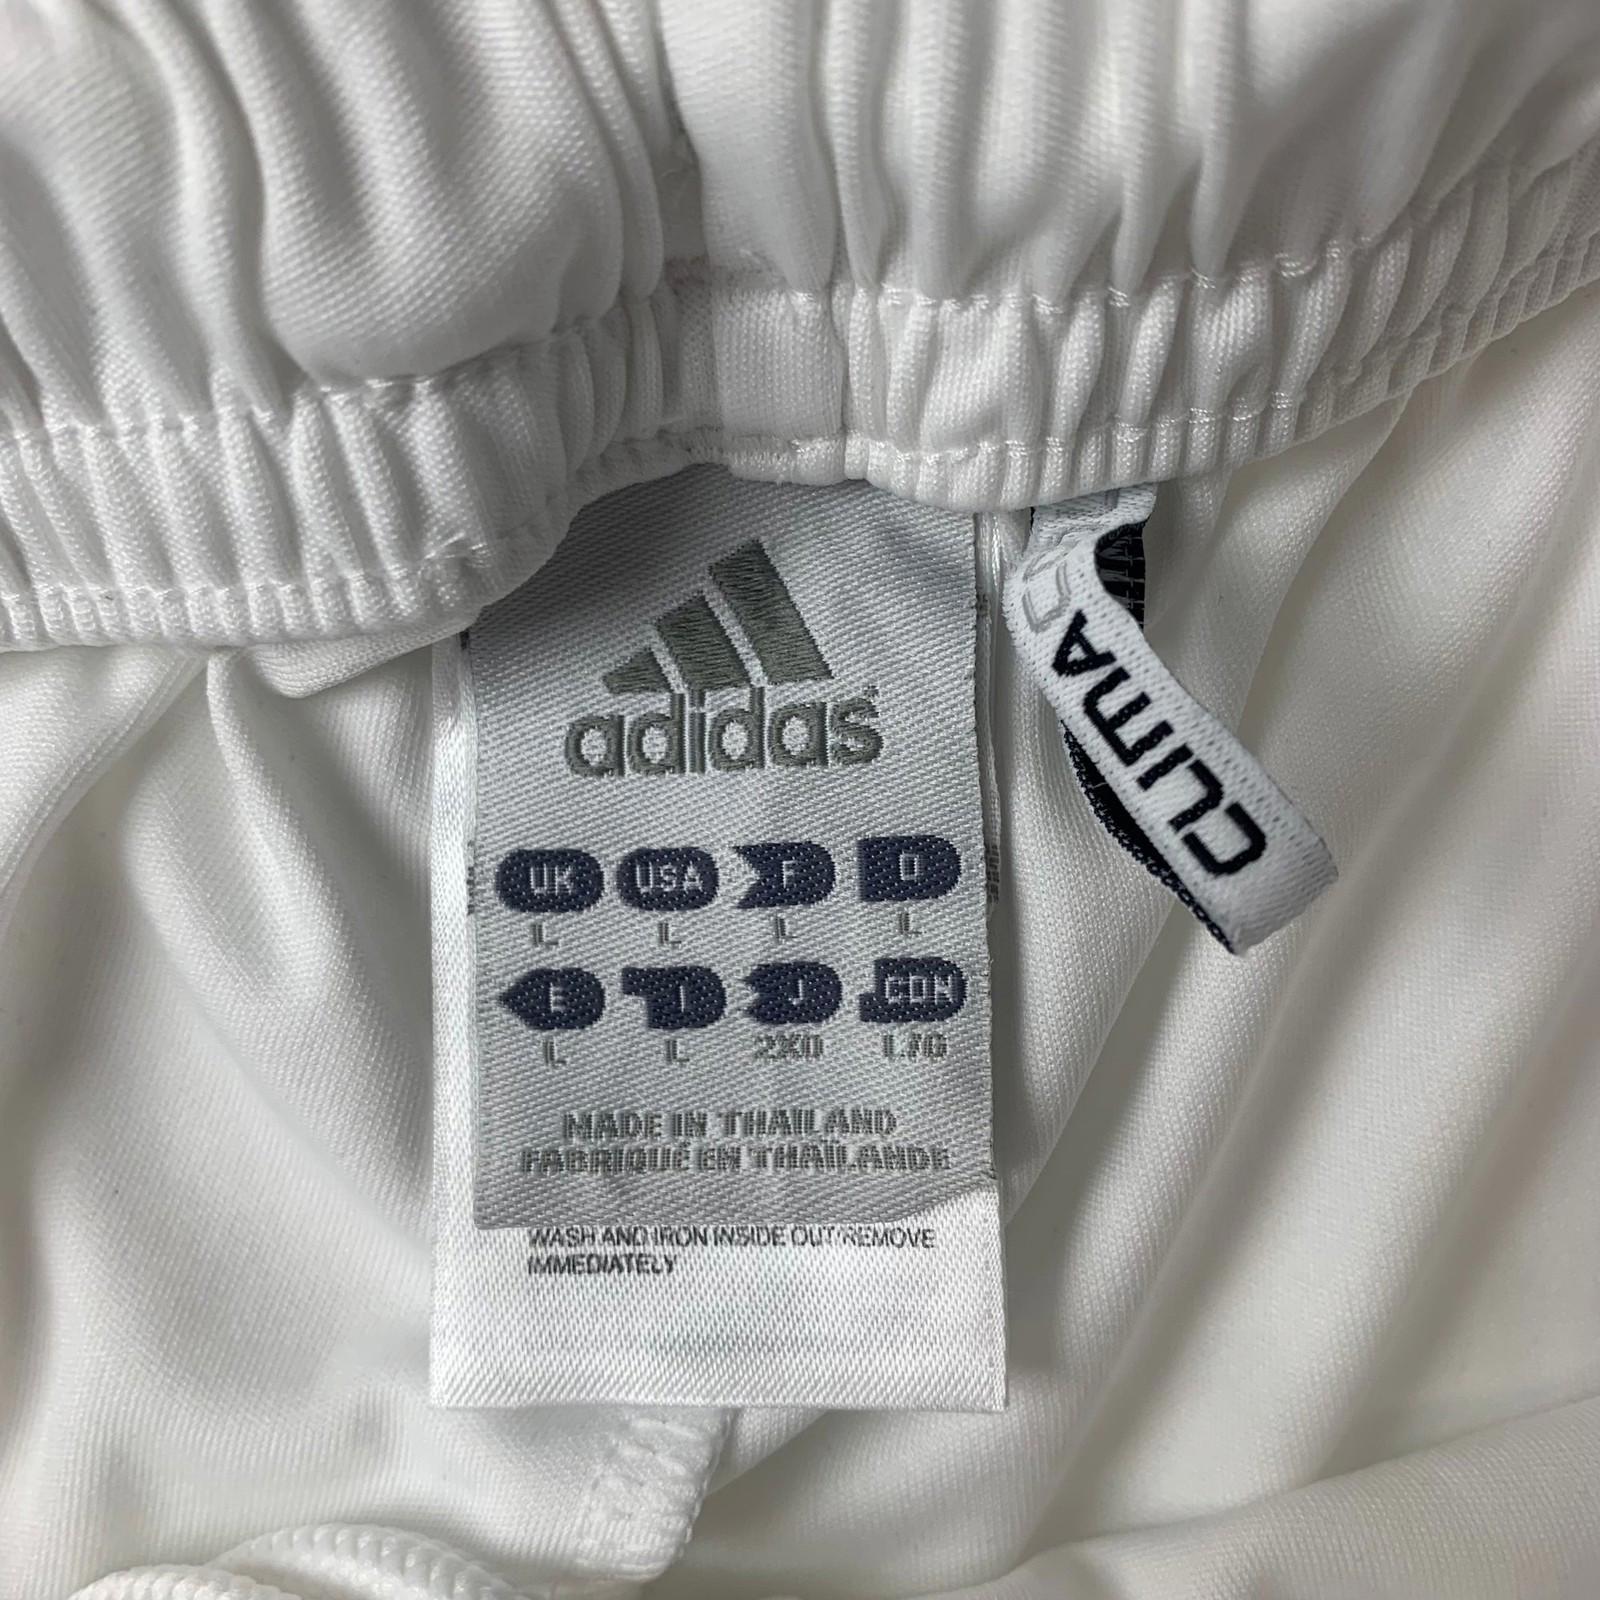 adidas
UK USA F D
L L L L
E I J CDN
L L 2XO L/G
MADE IN THAILAND
FABRIQUÉ EN THAÏLANDE
WASH AND IRON INSIDE OUT/REMOVE
IMMEDIATELY
CLIMA